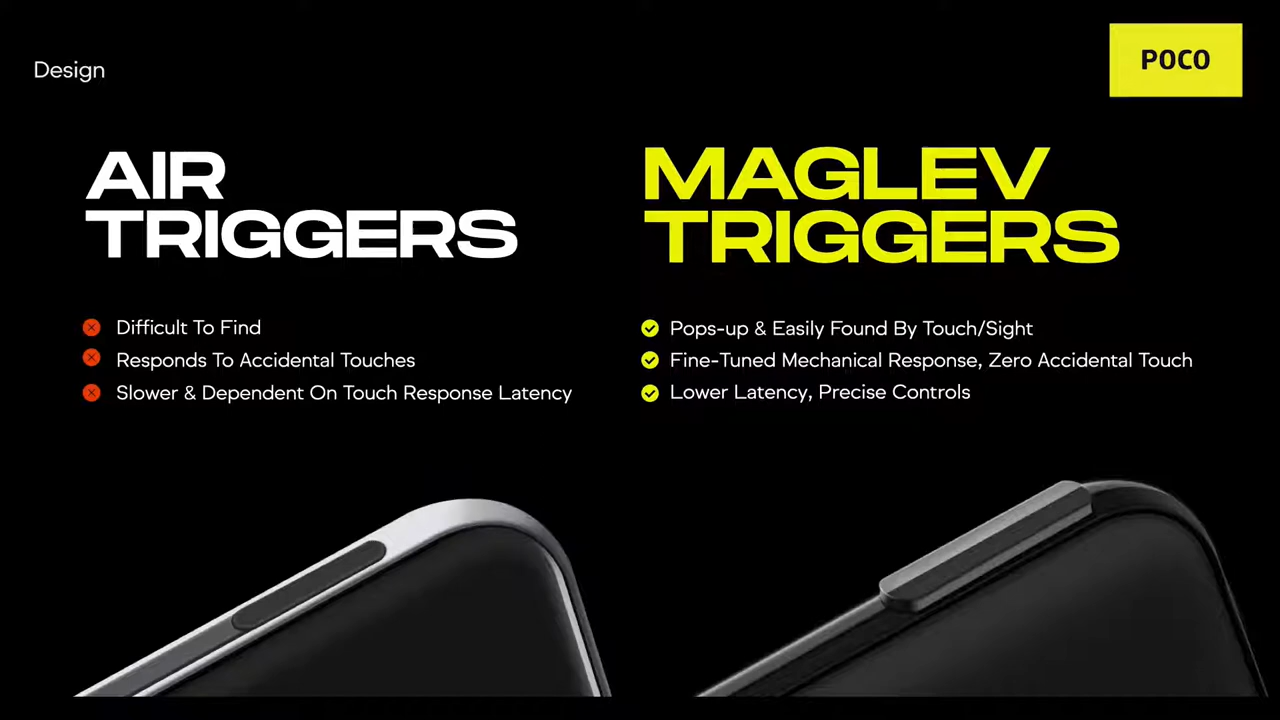 Design
POCO
AIR
TRIGGERS
Difficult To Find
Responds To Accidental Touches
Slower & Dependent On Touch Response Latency
MAGLEV
TRIGGERS
Pops-up & Easily Found By Touch/Sight
Fine-Tuned Mechanical Response, Zero Accidental Touch
Lower Latency, Precise Controls